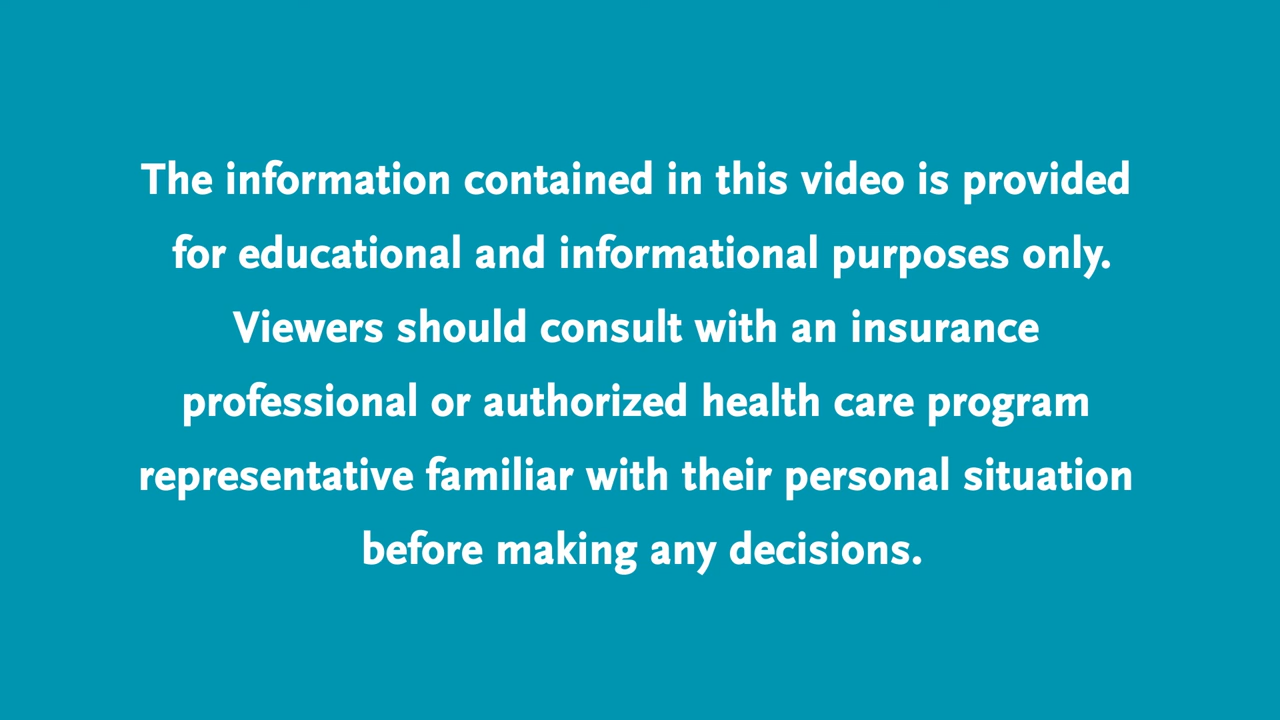 The information contained in this video is provided
for educational and informational purposes only.
Viewers should consult with an insurance
professional or authorized health care program
representative familiar with their personal situation
before making any decisions.